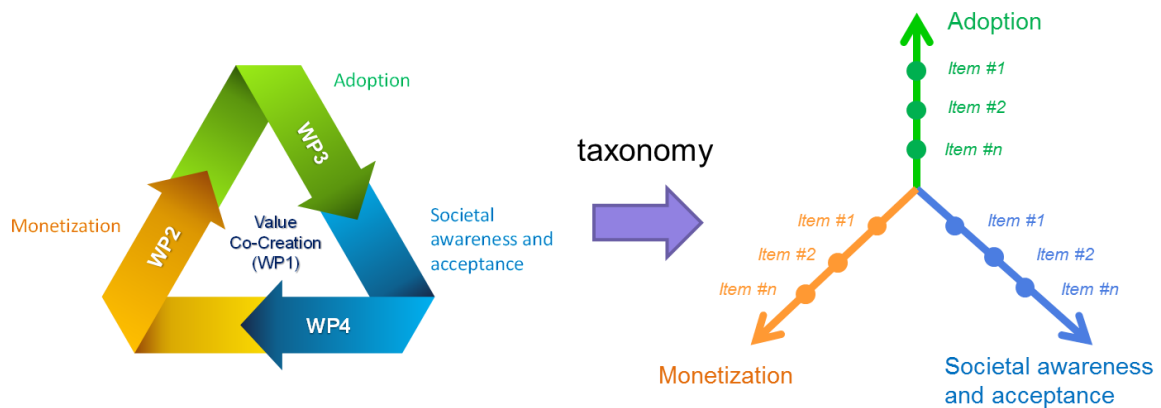 Adoption
WP3
Monetization
WP2
Value
Co-Creation
(WP1)
Societal
awareness and
acceptance
WP4
taxonomy
Adoption
Item #1
Item #2
Item #n
Item #1
Item #2
Item #n
Monetization
Item #1
Item #2
Item #n
Societal awareness
and acceptance